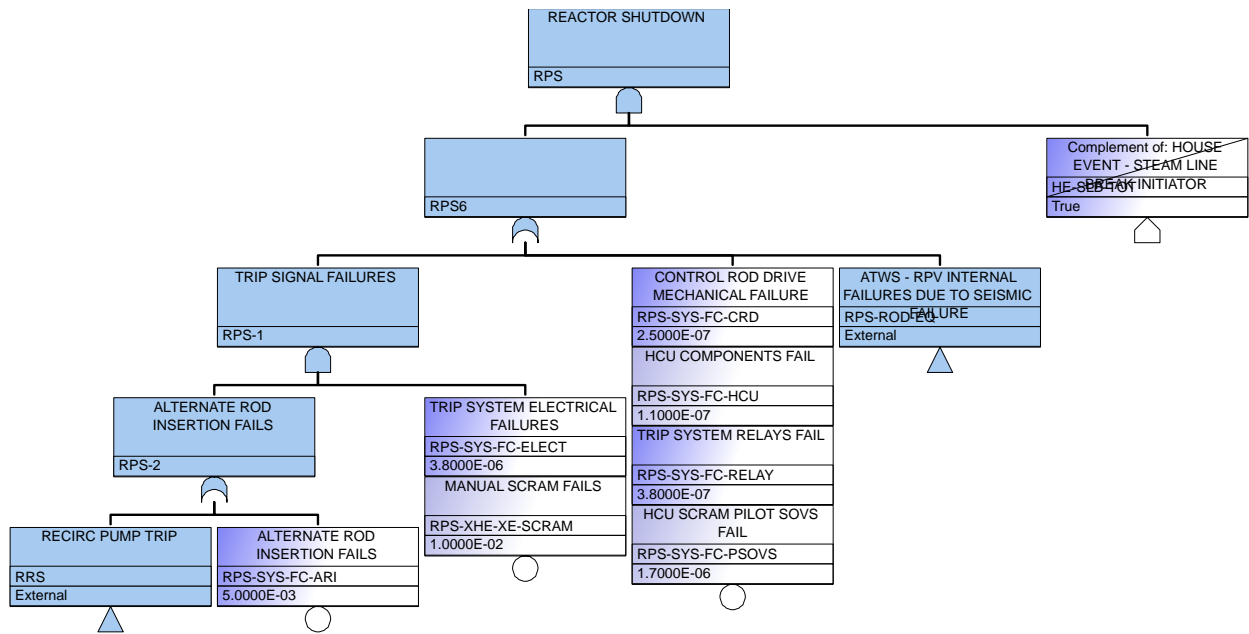 REACTOR SHUTDOWN
RPS
RPS6
Complement of: HOUSE
EVENT - STEAM LINE
BREAK INITIATOR
HE-SLB-TOT
True
TRIP SIGNAL FAILURES
RPS-1
CONTROL ROD DRIVE
MECHANICAL FAILURE
RPS-SYS-FC-CRD
2.5000E-07
HCU COMPONENTS FAIL
RPS-SYS-FC-HCU
1.1000E-07
TRIP SYSTEM RELAYS FAIL
RPS-SYS-FC-RELAY
3.8000E-07
HCU SCRAM PILOT SOVS
FAIL
RPS-SYS-FC-PSOVS
1.7000E-06
ATWS - RPV INTERNAL
FAILURES DUE TO SEISMIC
FAILURE
RPS-ROD-EQ
External
ALTERNATE ROD
INSERTION FAILS
RPS-2
TRIP SYSTEM ELECTRICAL
FAILURES
RPS-SYS-FC-ELECT
3.8000E-06
MANUAL SCRAM FAILS
RPS-XHE-XE-SCRAM
1.0000E-02
RECIRC PUMP TRIP
RRS
External
ALTERNATE ROD
INSERTION FAILS
RPS-SYS-FC-ARI
5.0000E-03